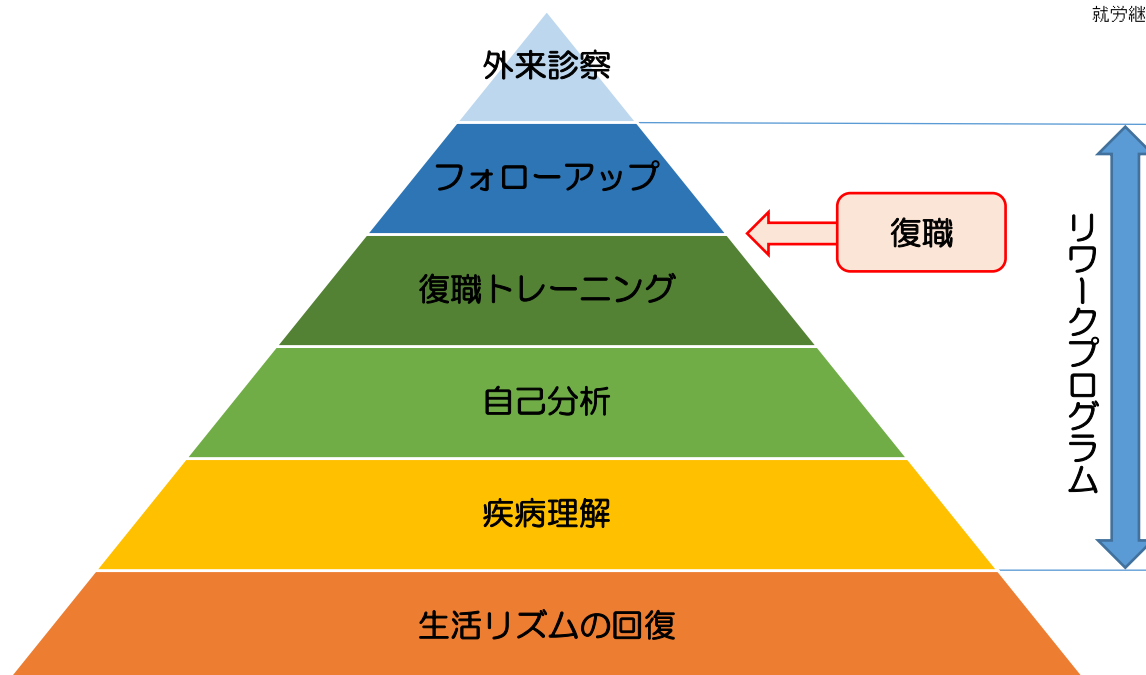 就労継
外来診察
フォローアップ
復職
復職トレーニング
自己分析
疾病理解
生活リズムの回復
リワークプログラム